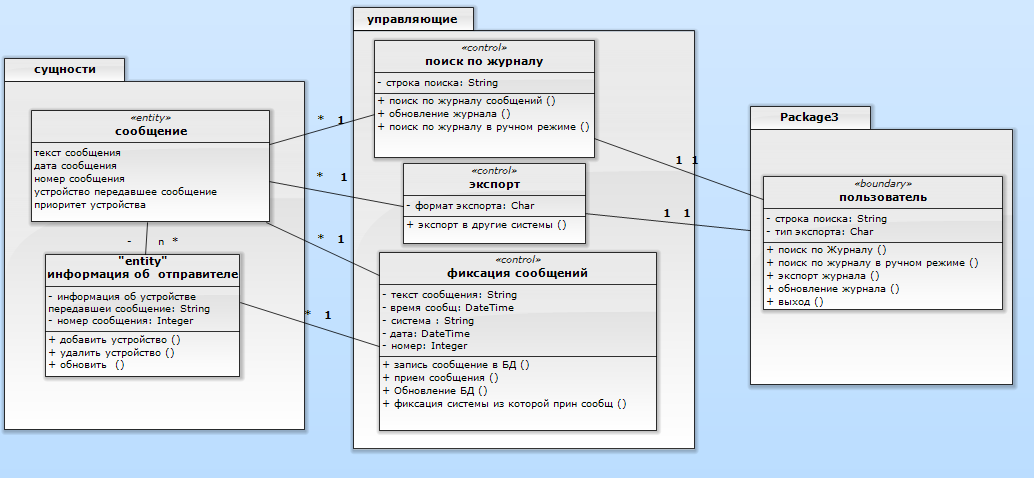 сущности
«entity»
сообщение
текст сообщения
дата сообщения
номер сообщения
устройство передавшее сообщение
приоритет устройства
- n *
"entity"
информация об отправителе
- информация об устройстве
передавшеи сообщение: String
- номер сообщения: Integer
+ добавить устройство ()
+ удалить устройство ()
+ обновить ()
* 1
* 1
* 1
* 1
управляющие
«control»
поиск по журналу
- строка поиска: String
+ поиск по журналу сообщений ()
+ обновление журнала ()
+ поиск по журналу в ручном режиме ()
«control»
экспорт
- формат экспорта: Char
+ экспорт в другие системы ()
«control»
фиксация сообщений
- текст сообщения: String
- время сообщ: DateTime
- система : String
- дата: DateTime
- номер: Integer
+ запись сообщение в БД ()
+ прием сообщения ()
+ Обновление БД ()
+ фиксация системы из которой прин сообщ ()
1 1
1 1
Package3
«boundary»
пользователь
- строка поиска: String
- тип экспорта: Char
+ поиск по Журналу ()
+ поиск по журналу в ручном режиме ()
+ экспорт журнала ()
+ обновление журнала ()
+ выход ()